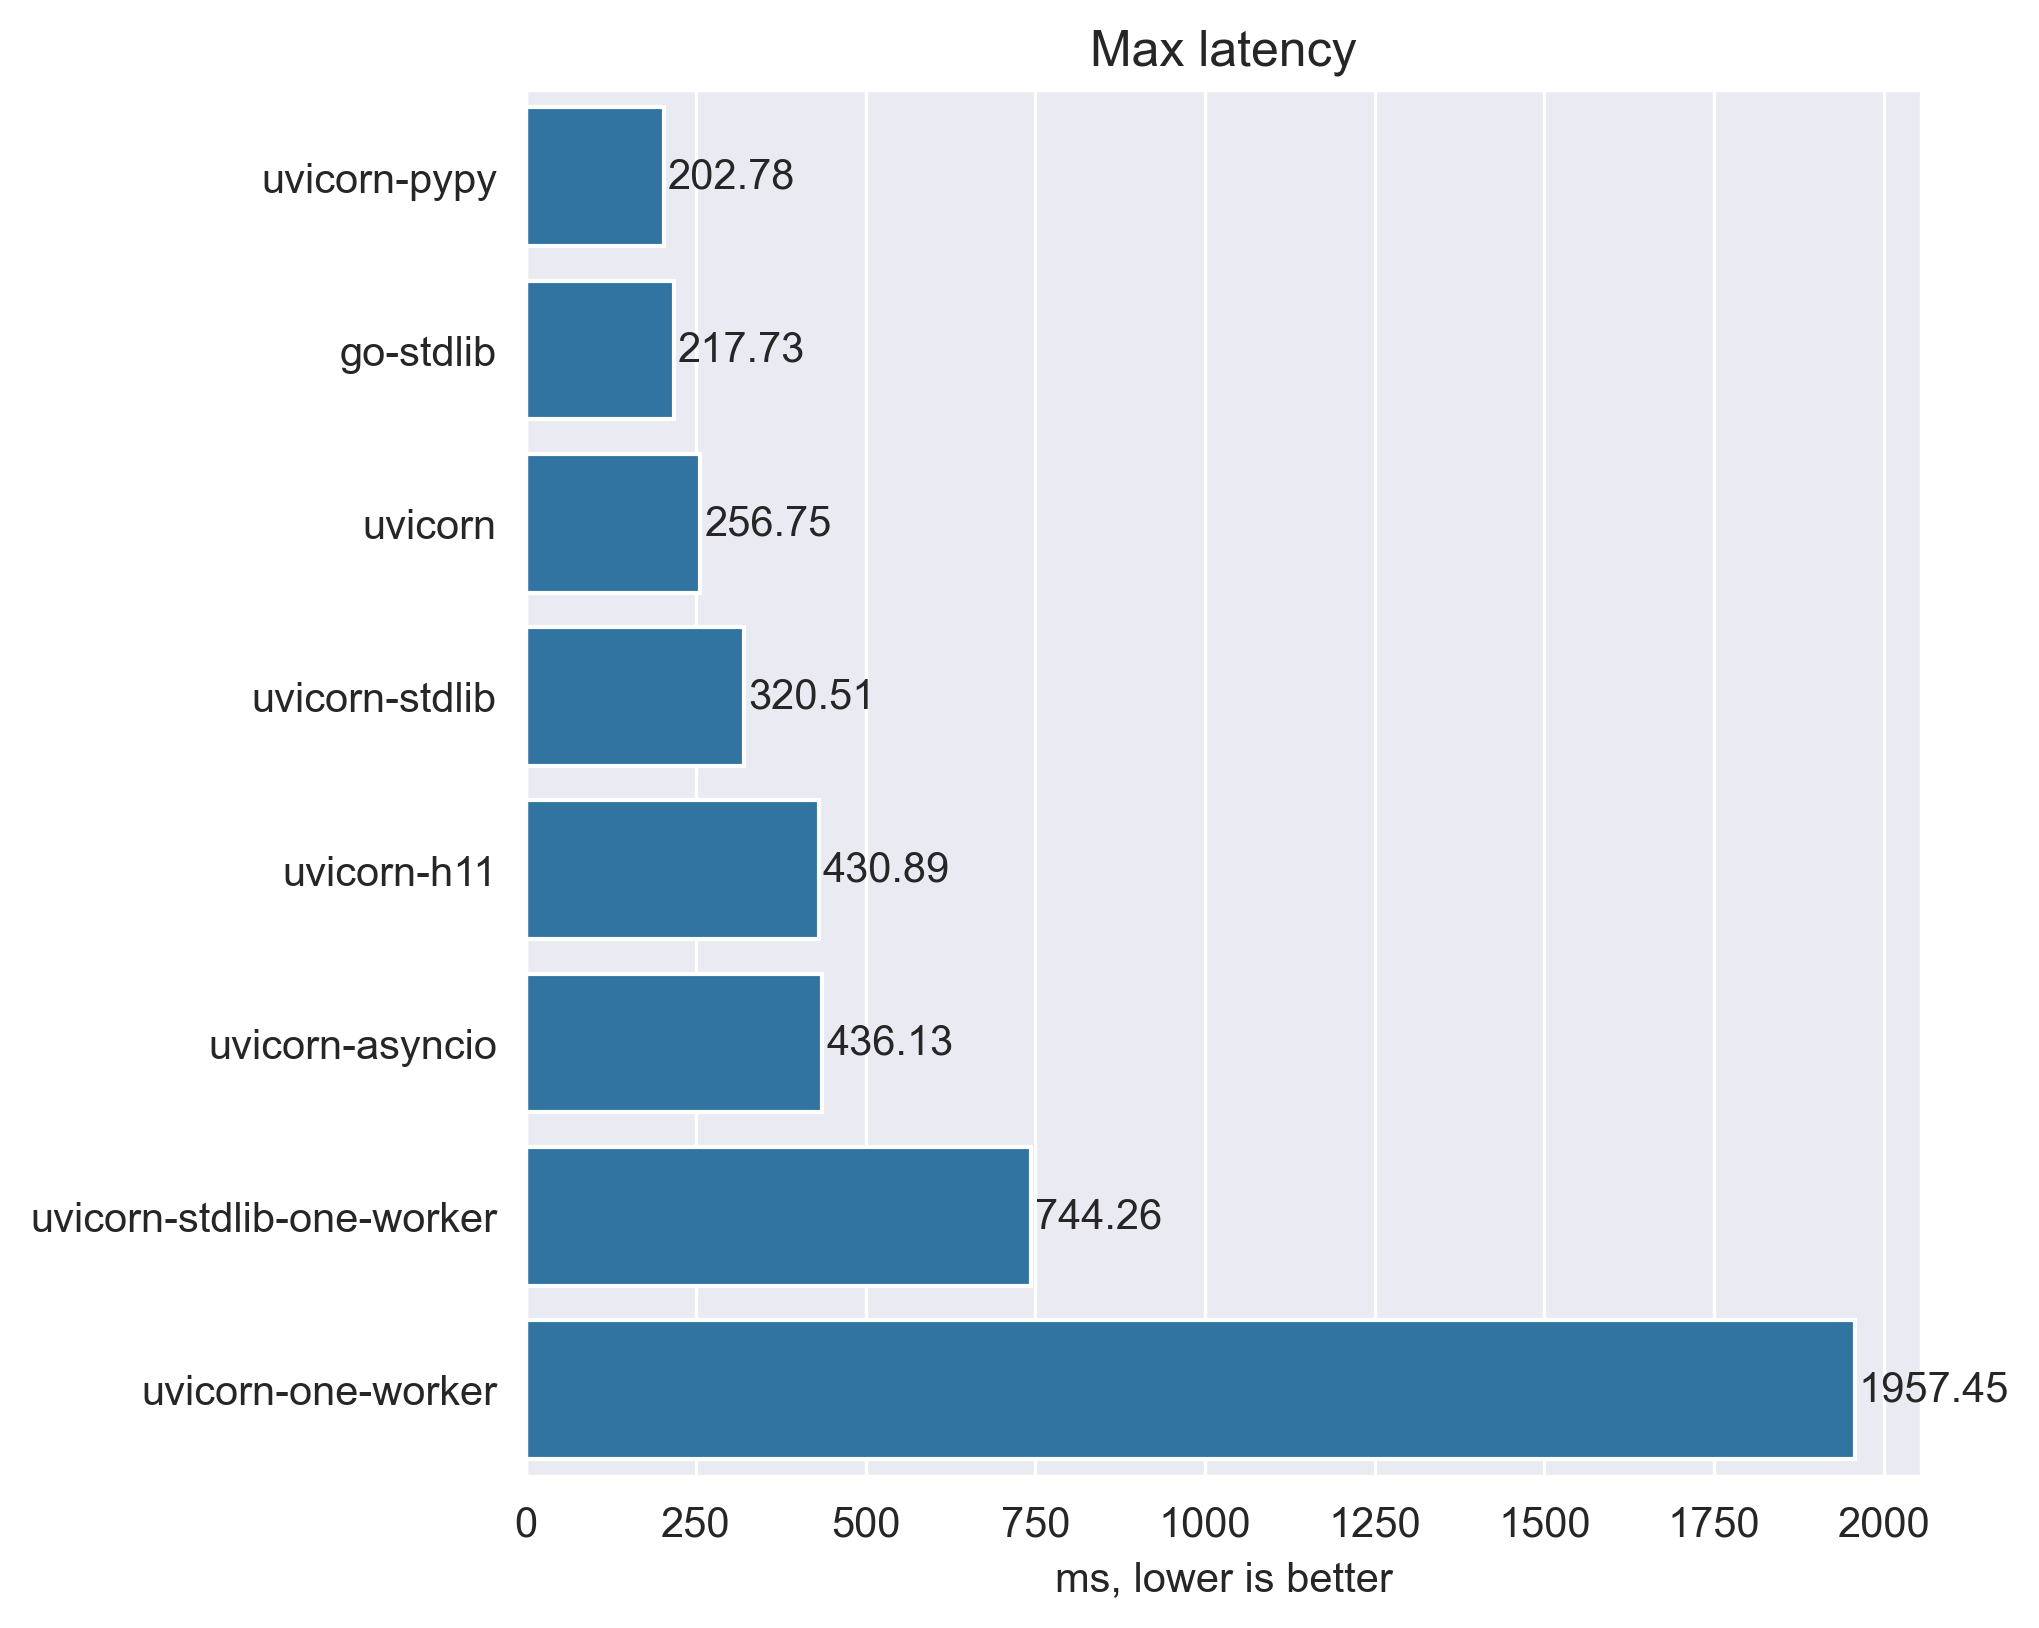 Max latency
uvicorn-pypy 202.78
go-stdlib 217.73
uvicorn 256.75
uvicorn-stdlib 320.51
uvicorn-h11 430.89
uvicorn-asyncio 436.13
uvicorn-stdlib-one-worker 744.26
uvicorn-one-worker 1957.45
0 250 500 750 1000 1250 1500 1750 2000
ms, lower is better